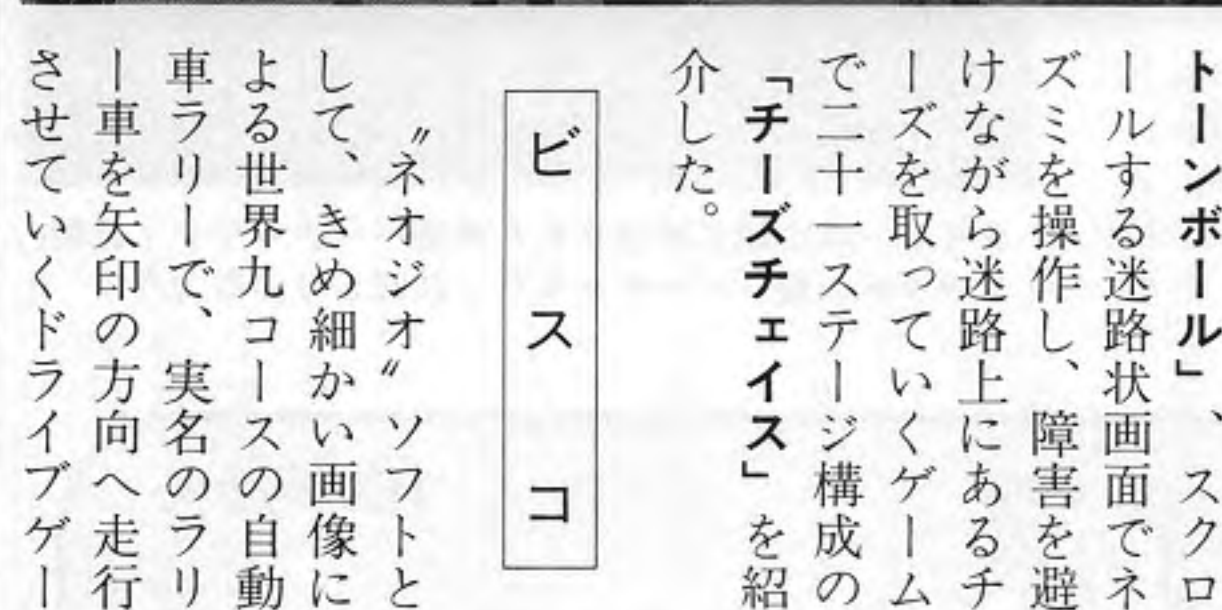 トーンボール」、スクロ
ールする迷路状画面でネ
ズミを操作し、障害を避
けながら迷路上にあるチ
ーズを取っていくゲーム
で二十一ステージ構成の
「チーズチェイス」を紹
介した。
ビスコ
〝ネオジオ〟ソフトと
して、きめ細かい画像に
よる世界九コースの自動
車ラリーで、実名のラリ
ー車を矢印の方向へ走行
させていくドライブゲー